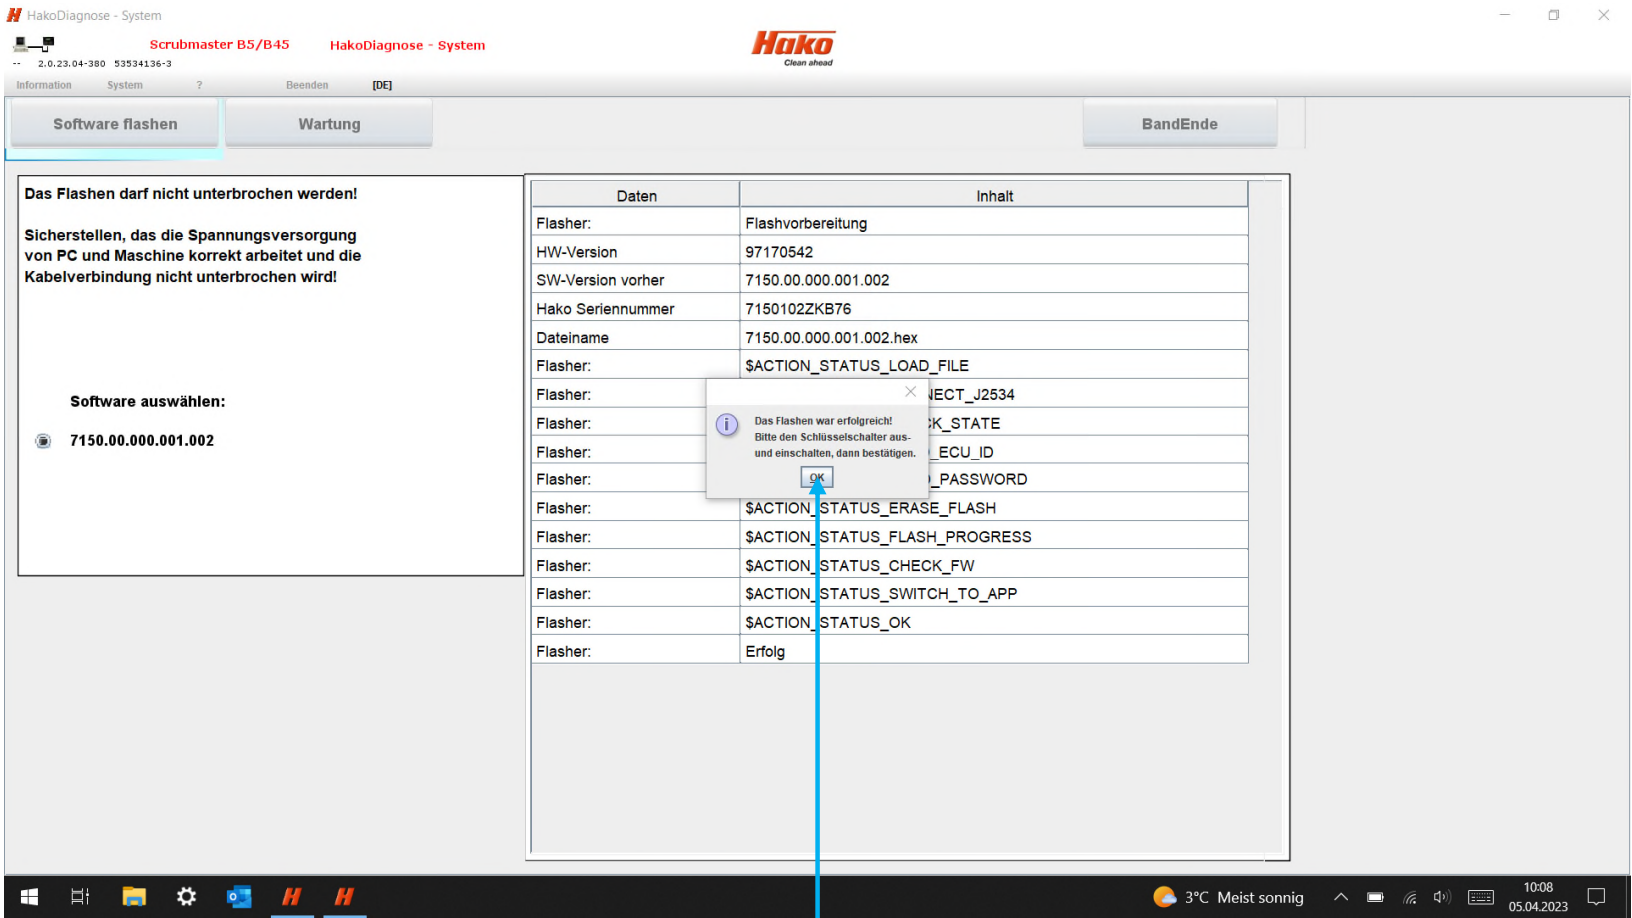 HakoDiagnose - System
Scrubmaster B5/B45 HakoDiagnose - System
Hako
Clean ahead
-- 2.0.23.04-380 53534136-3
Information System ? Beenden [DE]
Software flashen Wartung BandEnde
Das Flashen darf nicht unterbrochen werden!
Sicherstellen, das die Spannungsversorgung
von PC und Maschine korrekt arbeitet und die
Kabelverbindung nicht unterbrochen wird!
Software auswählen:
7150.00.000.001.002
Daten Inhalt
Flasher: Flashvorbereitung
HW-Version 97170542
SW-Version vorher 7150.00.000.001.002
Hako Seriennummer 7150102ZKB76
Dateiname 7150.00.000.001.002.hex
Flasher: $ACTION_STATUS_LOAD_FILE
Flasher: NECT_J2534
Flasher: CK_STATE
Flasher: _ECU_ID
Flasher: _PASSWORD
Flasher: $ACTION_STATUS_ERASE_FLASH
Flasher: $ACTION_STATUS_FLASH_PROGRESS
Flasher: $ACTION_STATUS_CHECK_FW
Flasher: $ACTION_STATUS_SWITCH_TO_APP
Flasher: $ACTION_STATUS_OK
Flasher: Erfolg
Das Flashen war erfolgreich!
Bitte den Schlüsselschalter aus-
und einschalten, dann bestätigen.
OK
3°C Meist sonnig
10:08
05.04.2023